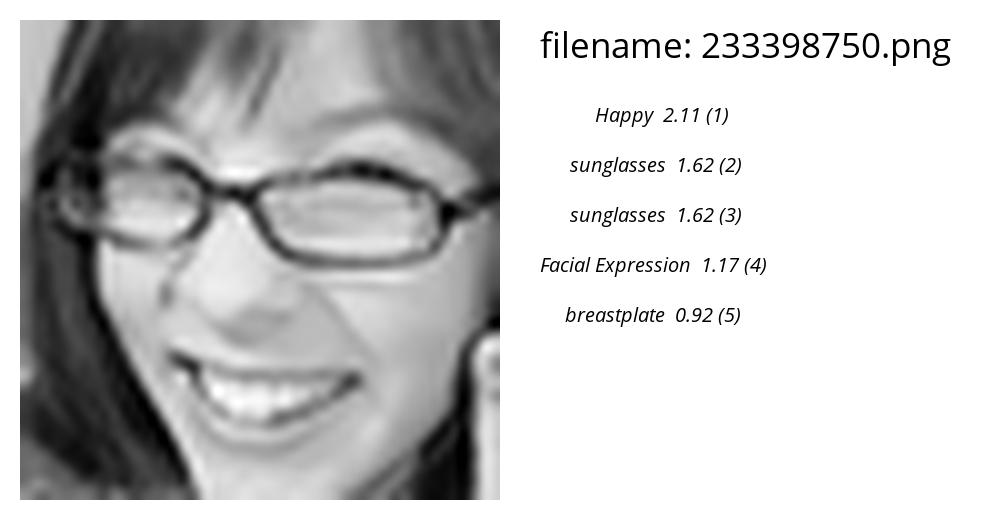 filename: 233398750.png
Happy 2.11 (1)
sunglasses 1.62 (2)
sunglasses 1.62 (3)
Facial Expression 1.17 (4)
breastplate 0.92 (5)